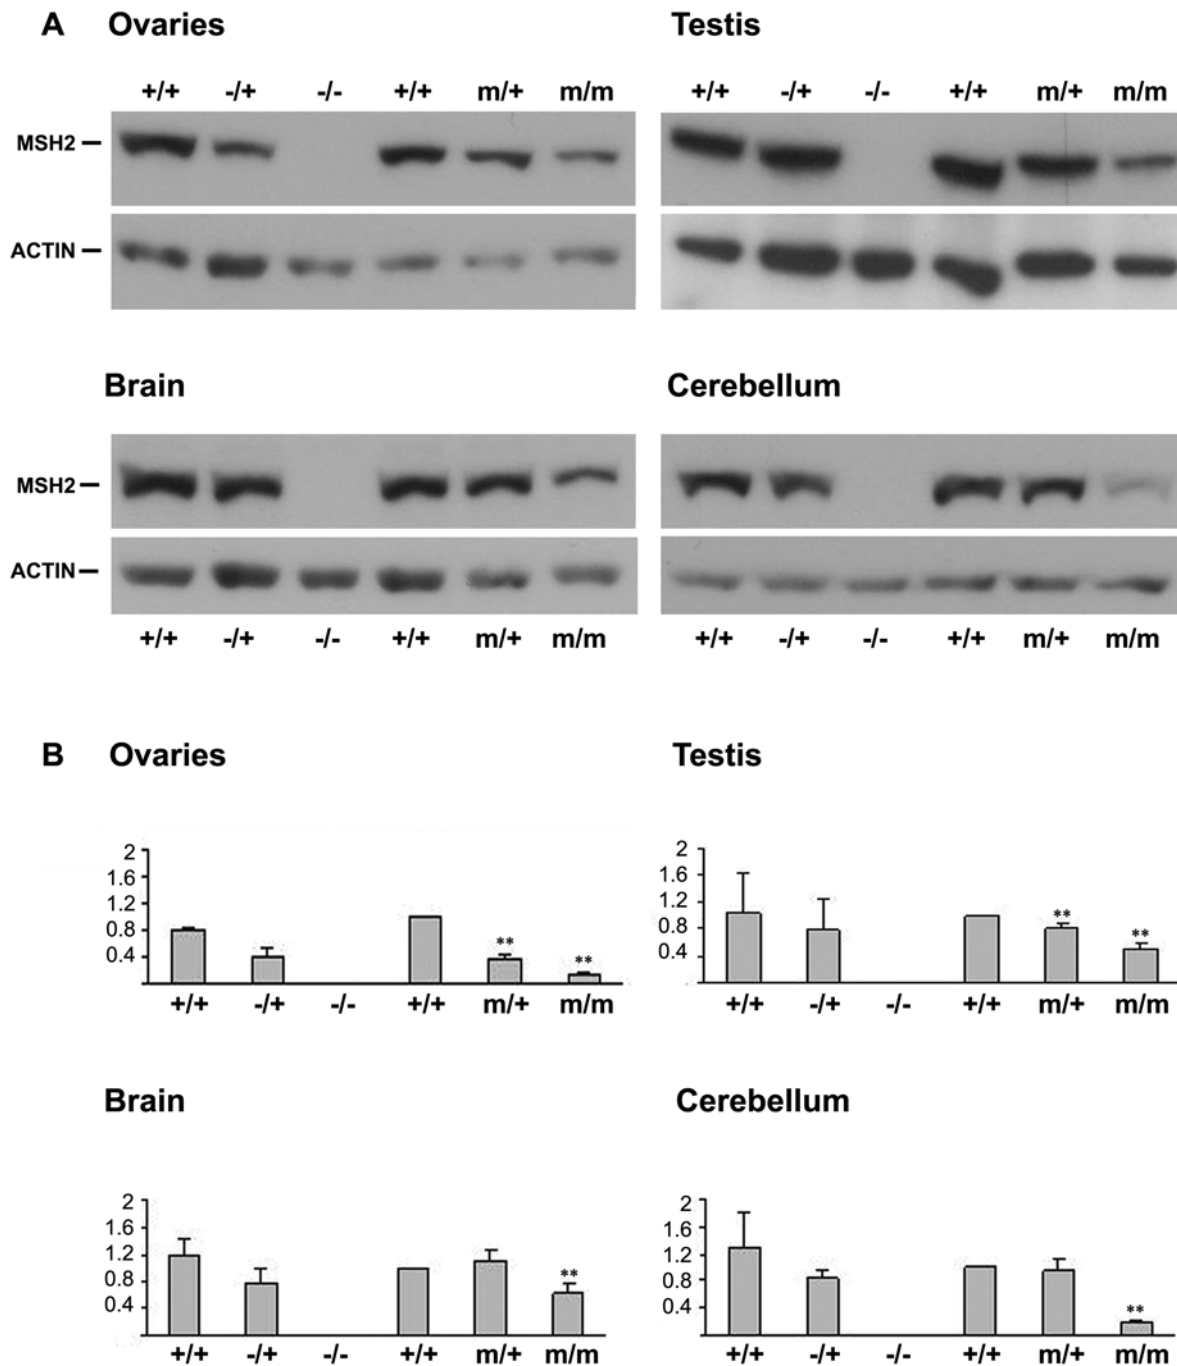 A Ovaries Testis
+/+ -/+ -/- +/+ m/+ m/m +/+ -/+ -/- +/+ m/+ m/m
MSH2
ACTIN
Brain Cerebellum
MSH2
ACTIN
+/+ -/+ -/- +/+ m/+ m/m +/+ -/+ -/- +/+ m/+ m/m
B Ovaries Testis
2 2
1.6 1.6
1.2 1.2
0.8 ** ** 0.8 ** **
0.4 0.4
+/+ -/+ -/- +/+ m/+ m/m +/+ -/+ -/- +/+ m/+ m/m
Brain Cerebellum
2 2
1.6 1.6
1.2 1.2
0.8 ** 0.8
0.4 0.4 **
+/+ -/+ -/- +/+ m/+ m/m +/+ -/+ -/- +/+ m/+ m/m